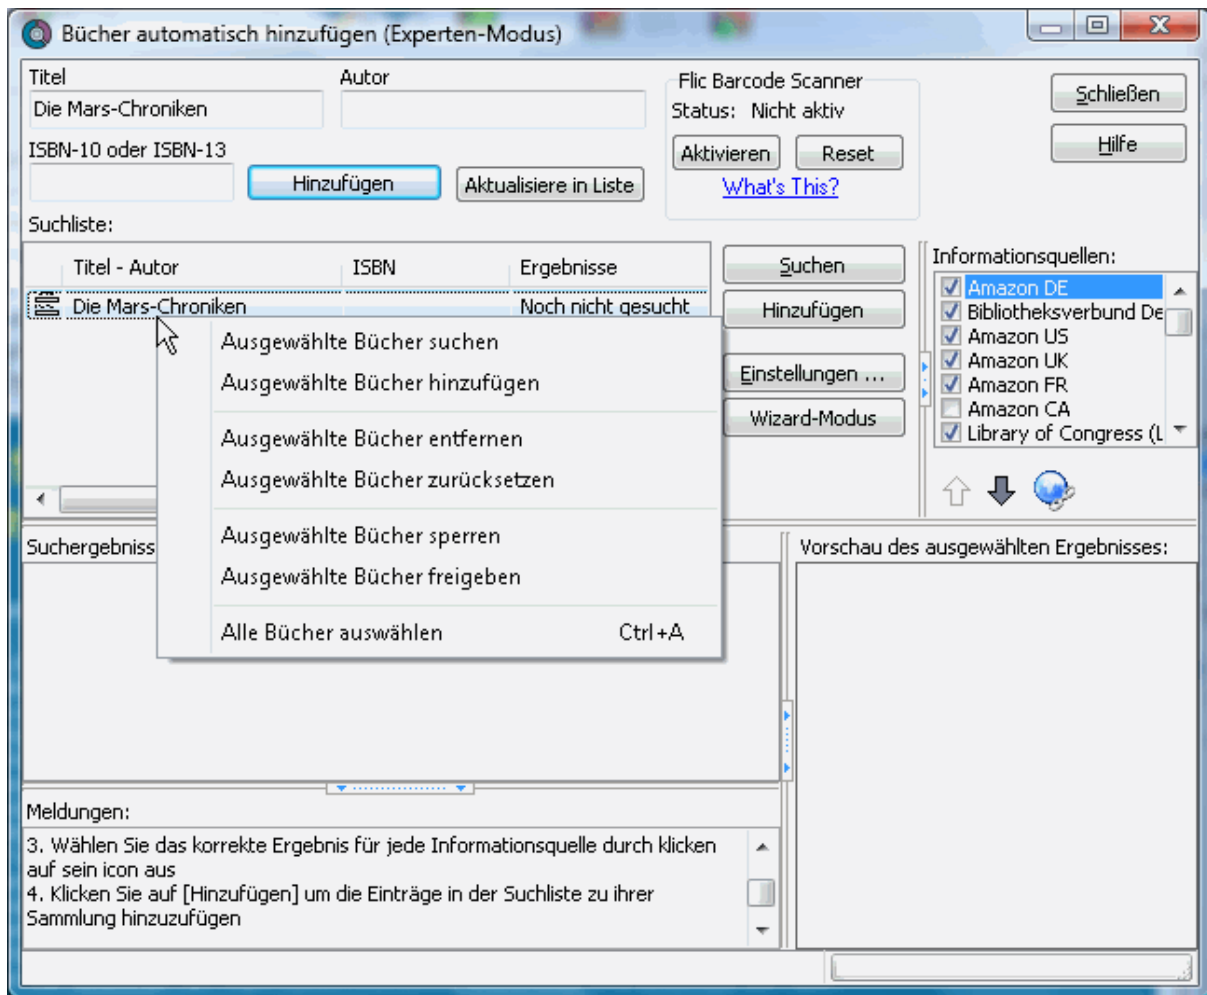 Bücher automatisch hinzufügen (Experten-Modus)
Titel
Autor
Die Mars-Chroniken
ISBN-10 oder ISBN-13
Hinzufügen
Aktualisiere in Liste
Flic Barcode Scanner
Status: Nicht aktiv
Aktivieren
Reset
What's This?
Schließen
Hilfe
Suchliste:
Titel - Autor
ISBN
Ergebnisse
Die Mars-Chroniken
Noch nicht gesucht
Suchen
Hinzufügen
Einstellungen ...
Wizard-Modus
Informationsquellen:
Amazon DE
Bibliotheksverbund De
Amazon US
Amazon UK
Amazon FR
Amazon CA
Library of Congress (L
Ausgewählte Bücher suchen
Ausgewählte Bücher hinzufügen
Ausgewählte Bücher entfernen
Ausgewählte Bücher zurücksetzen
Ausgewählte Bücher sperren
Ausgewählte Bücher freigeben
Alle Bücher auswählen Ctrl+A
Suchergebniss
Vorschau des ausgewählten Ergebnisses:
Meldungen:
3. Wählen Sie das korrekte Ergebnis für jede Informationsquelle durch klicken
auf sein icon aus
4. Klicken Sie auf [Hinzufügen] um die Einträge in der Suchliste zu ihrer
Sammlung hinzuzufügen